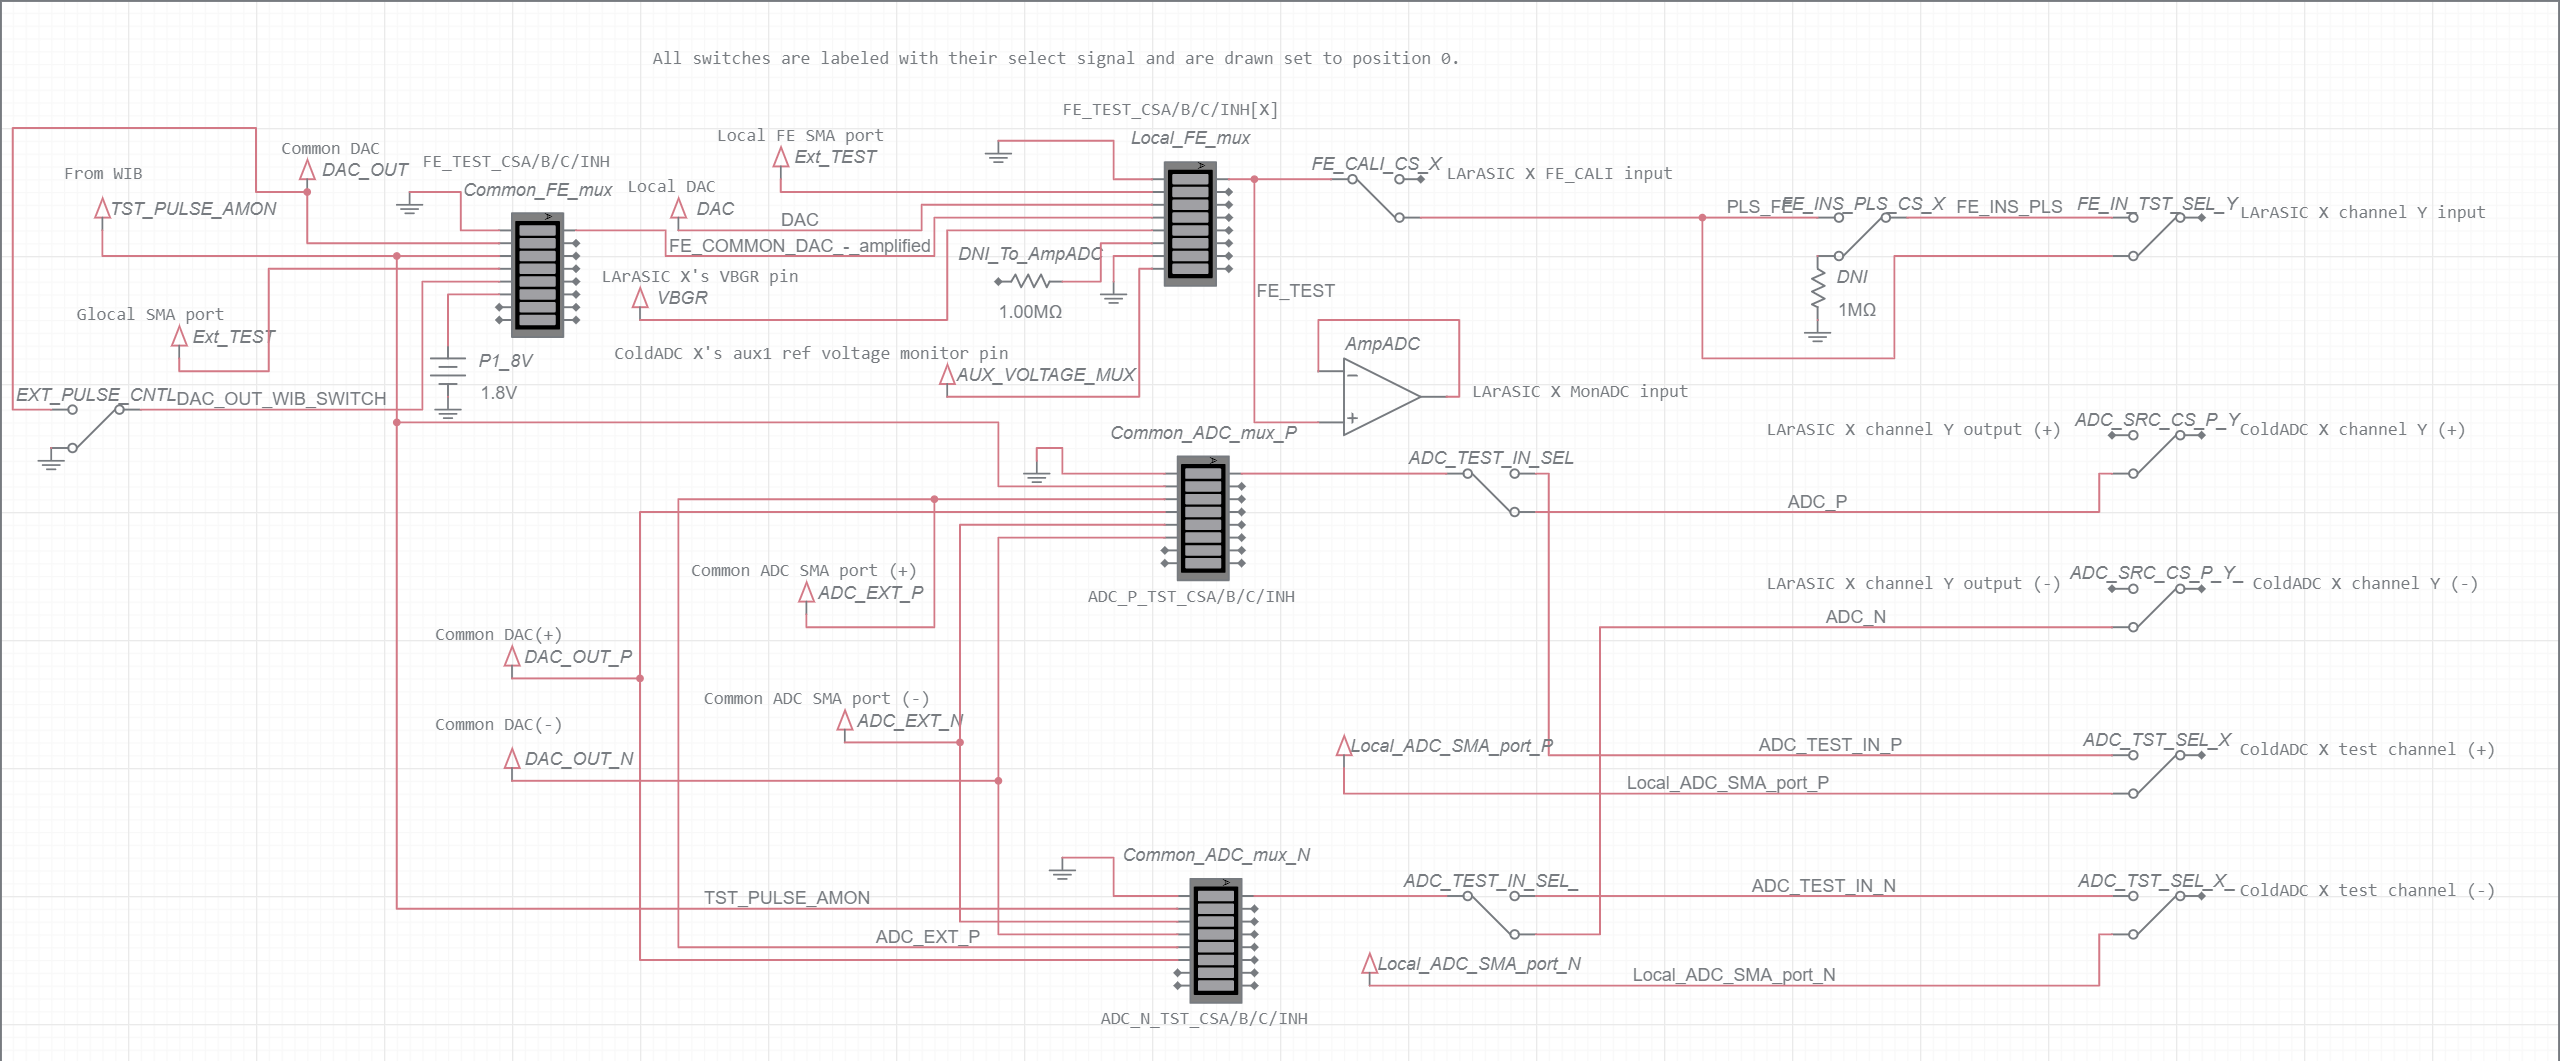 All switches are labeled with their select signal and are drawn set to position 0.
FE_TEST_CSA/B/C/INH[X]
Local_FE_mux
Local FE SMA port
Ext_TEST
Common DAC
DAC_OUT
FE_TEST_CSA/B/C/INH
Common_FE_mux
From WIB
TST_PULSE_AMON
Local DAC
DAC
DAC
FE_COMMON_DAC_-_amplified
DNI_To_AmpADC
1.00MΩ
LArASIC X's VBGR pin
VBGR
Glocal SMA port
Ext_TEST
ColdADC X's aux1 ref voltage monitor pin
AUX_VOLTAGE_MUX
P1_8V
1.8V
EXT_PULSE_CNTL
DAC_OUT_WIB_SWITCH
FE_CALI_CS_X
LArASIC X FE_CALI input
PLS_FE
FE_INS_PLS_CS_X
FE_INS_PLS
FE_IN_TST_SEL_Y
LArASIC X channel Y input
DNI
1MΩ
FE_TEST
AmpADC
LArASIC X MonADC input
Common_ADC_mux_P
ADC_P_TST_CSA/B/C/INH
ADC_TEST_IN_SEL
LArASIC X channel Y output (+)
ADC_SRC_CS_P_Y
ColdADC X channel Y (+)
ADC_P
Common ADC SMA port (+)
ADC_EXT_P
LArASIC X channel Y output (-)
ADC_SRC_CS_P_Y_
ColdADC X channel Y (-)
ADC_N
Common DAC(+)
DAC_OUT_P
Common ADC SMA port (-)
ADC_EXT_N
Common DAC(-)
DAC_OUT_N
Local_ADC_SMA_port_P
ADC_TEST_IN_P
ADC_TST_SEL_X
ColdADC X test channel (+)
Local_ADC_SMA_port_P
Common_ADC_mux_N
TST_PULSE_AMON
ADC_EXT_P
ADC_TEST_IN_SEL_
ADC_TEST_IN_N
ADC_TST_SEL_X_
ColdADC X test channel (-)
Local_ADC_SMA_port_N
Local_ADC_SMA_port_N
ADC_N_TST_CSA/B/C/INH
A
A
A
A